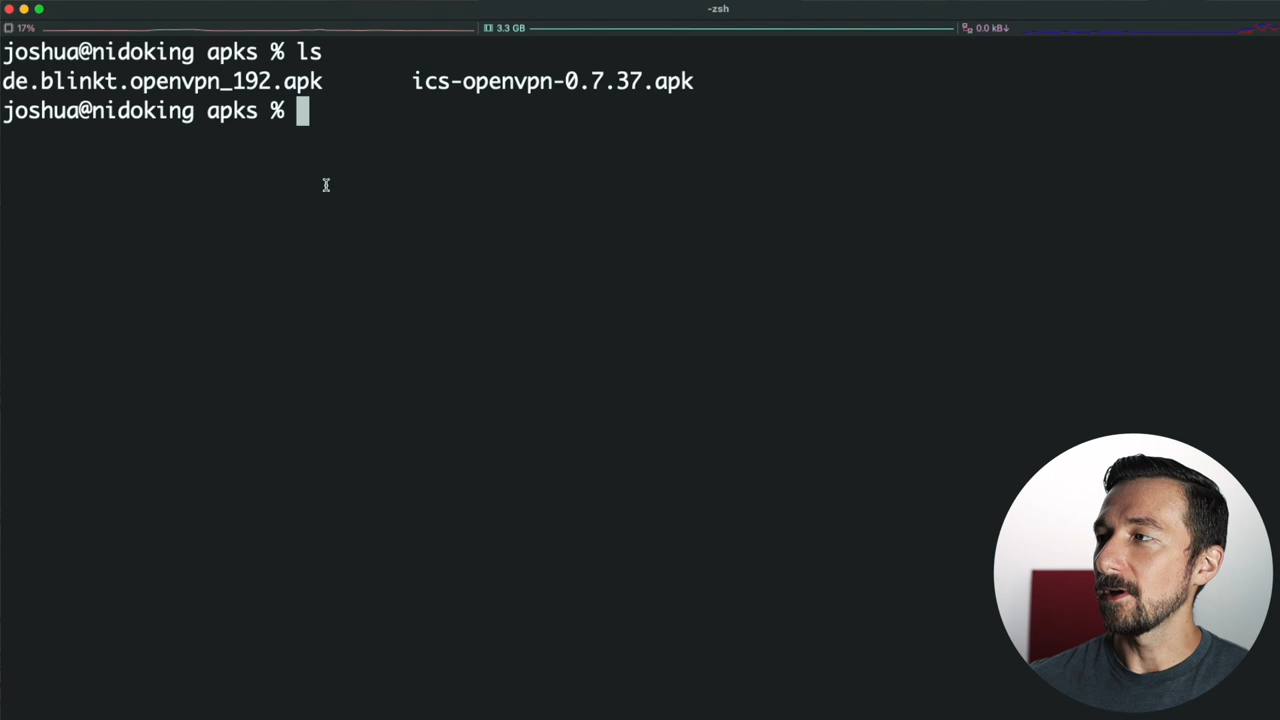 -zsh
17% 3.3 GB 0.0 kB↓
joshua@nidoking apks % ls
de.blinkt.openvpn_192.apk ics-openvpn-0.7.37.apk
joshua@nidoking apks %